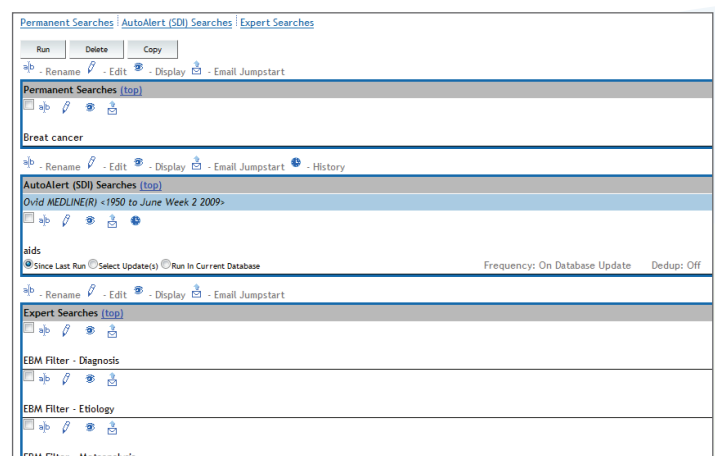 Permanent Searches AutoAlert (SDI) Searches Expert Searches
Run Delete Copy
a|b - Rename - Edit - Display - Email Jumpstart
Permanent Searches (top)
a|b
Breat cancer
a|b - Rename - Edit - Display - Email Jumpstart - History
AutoAlert (SDI) Searches (top)
Ovid MEDLINE(R) <1950 to June Week 2 2009>
a|b
aids
Since Last Run Select Update(s) Run In Current Database Frequency: On Database Update Dedup: Off
a|b - Rename - Edit - Display - Email Jumpstart
Expert Searches (top)
a|b
EBM Filter - Diagnosis
a|b
EBM Filter - Etiology
a|b
EBM Filter - Metaanalysis